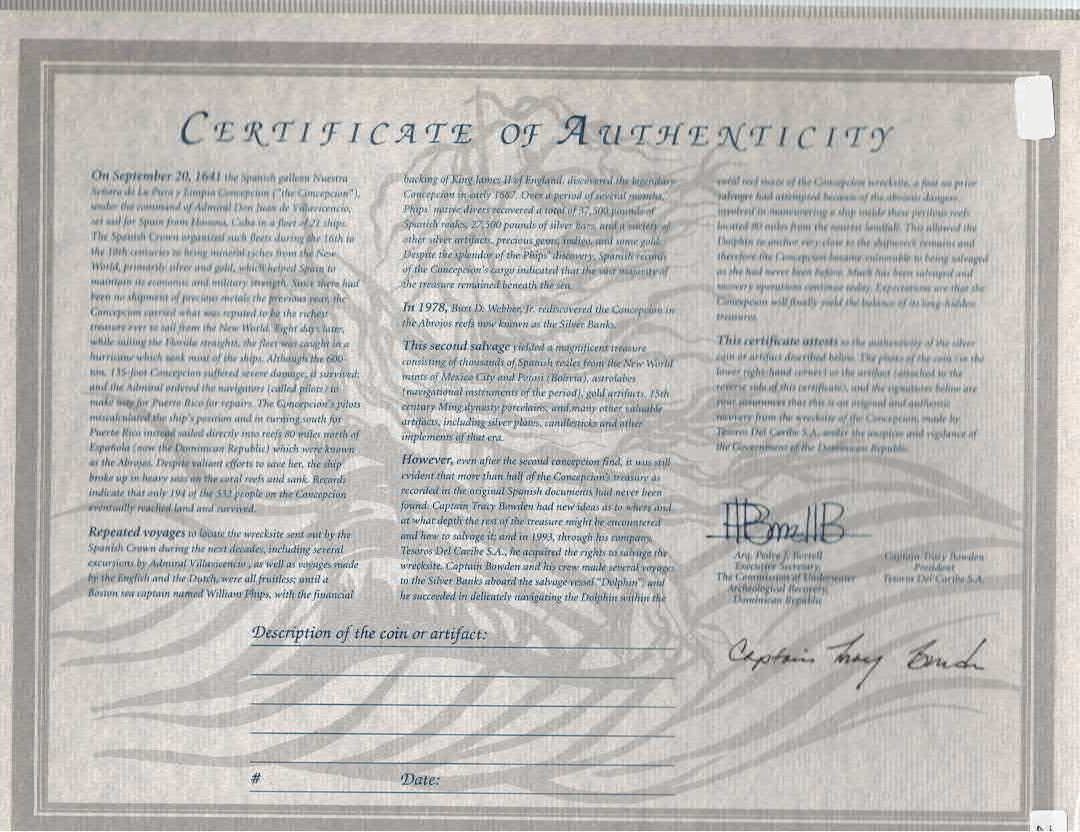 CERTIFICATE OF AUTHENTICITY
On September 20, 1641 the Spanish galleon Nuestra
Señora de La Pura y Limpia Concepcion ("the Concepcion"),
under the command of Admiral Don Juan de Villavicencio,
set sail for Spain from Havana, Cuba in a fleet of 21 ships.
The Spanish Crown organized such fleets during the 16th to
the 18th centuries to bring mineral riches from the New
World, primarily silver and gold, which helped Spain to
maintain its economic and military strength. Since there had
been no shipment of precious metals the previous year, the
Concepcion carried what was reputed to be the richest
treasure ever to sail from the New World. Eight days later,
while sailing the Florida straights, the fleet was caught in a
hurricane which sank most of the ships. Although the 600-
ton, 135-foot Concepcion suffered severe damage, it survived;
and the Admiral ordered the navigators (called pilots) to
make way for Puerto Rico for repairs. The Concepcion's pilots
miscalculated the ship's position and in turning south for
Puerto Rico instead sailed directly into reefs 80 miles north of
Española (now the Dominican Republic) which were known
as the Abrojos. Despite valiant efforts to save her, the ship
broke up in heavy seas on the coral reefs and sank. Records
indicate that only 194 of the 532 people on the Concepcion
eventually reached land and survived.
Repeated voyages to locate the wrecksite sent out by the
Spanish Crown during the next decades, including several
excursions by Admiral Villavicencio, as well as voyages made
by the English and the Dutch, were all fruitless; until a
Boston sea captain named William Phips, with the financial
backing of King James II of England, discovered the legendary
Concepcion in early 1687. Over a period of several months,
Phips' native divers recovered a total of 37,500 pounds of
Spanish reales, 27,500 pounds of silver bars, and a variety of
other silver artifacts, precious gems, indigo, and some gold.
Despite the splendor of the Phips' discovery, Spanish records
of the Concepcion's cargo indicated that the vast majority of
the treasure remained beneath the sea.
In 1978, Burt D. Webber, Jr. rediscovered the Concepcion in
the Abrojos reefs now known as the Silver Banks.
This second salvage yielded a magnificent treasure
consisting of thousands of Spanish reales from the New World
mints of Mexico City and Potosi (Bolivia), astrolabes
(navigational instruments of the period), gold artifacts, 15th
century Ming dynasty porcelains, and many other valuable
artifacts, including silver plates, candlesticks and other
implements of that era.
However, even after the second concepcion find, it was still
evident that more than half of the Concepcion's treasure as
recorded in the original Spanish documents had never been
found. Captain Tracy Bowden had new ideas as to where and
at what depth the rest of the treasure might be encountered
and how to salvage it; and in 1993, through his company,
Tesoros Del Caribe S.A., he acquired the rights to salvage the
wrecksite. Captain Bowden and his crew made several voyages
to the Silver Banks aboard the salvage vessel "Dolphin", and
he succeeded in delicately navigating the Dolphin within the
coral reef maze of the Concepcion wrecksite, a feat no prior
salvager had attempted because of the obvious dangers
involved in maneuvering a ship inside these perilous reefs
located 80 miles from the nearest landfall. This allowed the
Dolphin to anchor very close to the shipwreck remains and
therefore the Concepcion became vulnerable to being salvaged
as she had never been before. Much has been salvaged and
recovery operations continue today. Expectations are that the
Concepcion will finally yield the balance of its long-hidden
treasures.
This certificate attests to the authenticity of the silver
coin or artifact described below. The photo of the coin (in the
lower right-hand corner) or the artifact (attached to the
reverse side of this certificate), and the signatures below are
your assurances that this is an original and authentic
recovery from the wrecksite of the Concepcion made by
Tesoros Del Caribe S.A. under the auspices and vigilance of
the Government of the Dominican Republic.
Arq. Pedro J. Borrell
Executive Secretary,
The Commission of Underwater
Archeological Recovery,
Dominican Republic
Captain Tracy Bowden
President
Tesoros Del Caribe S.A.
Captain Tracy Bowden
Description of the coin or artifact:
# Date: